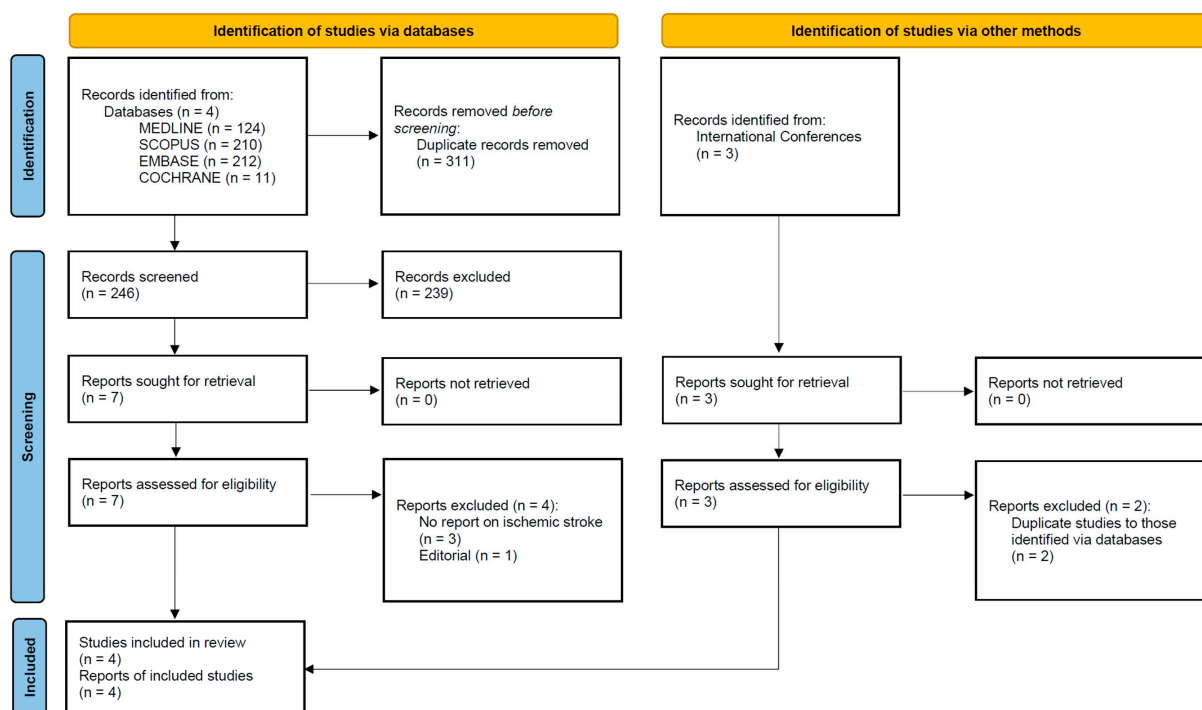 Identification of studies via databases
Identification of studies via other methods
Identification
Records identified from:
Databases (n = 4)
MEDLINE (n = 124)
SCOPUS (n = 210)
EMBASE (n = 212)
COCHRANE (n = 11)
Records removed before
screening:
Duplicate records removed
(n = 311)
Records identified from:
International Conferences
(n = 3)
Screening
Records screened
(n = 246)
Records excluded
(n = 239)
Reports sought for retrieval
(n = 7)
Reports not retrieved
(n = 0)
Reports sought for retrieval
(n = 3)
Reports not retrieved
(n = 0)
Reports assessed for eligibility
(n = 7)
Reports excluded (n = 4):
No report on ischemic stroke
(n = 3)
Editorial (n = 1)
Reports assessed for eligibility
(n = 3)
Reports excluded (n = 2):
Duplicate studies to those
identified via databases
(n = 2)
Included
Studies included in review
(n = 4)
Reports of included studies
(n = 4)